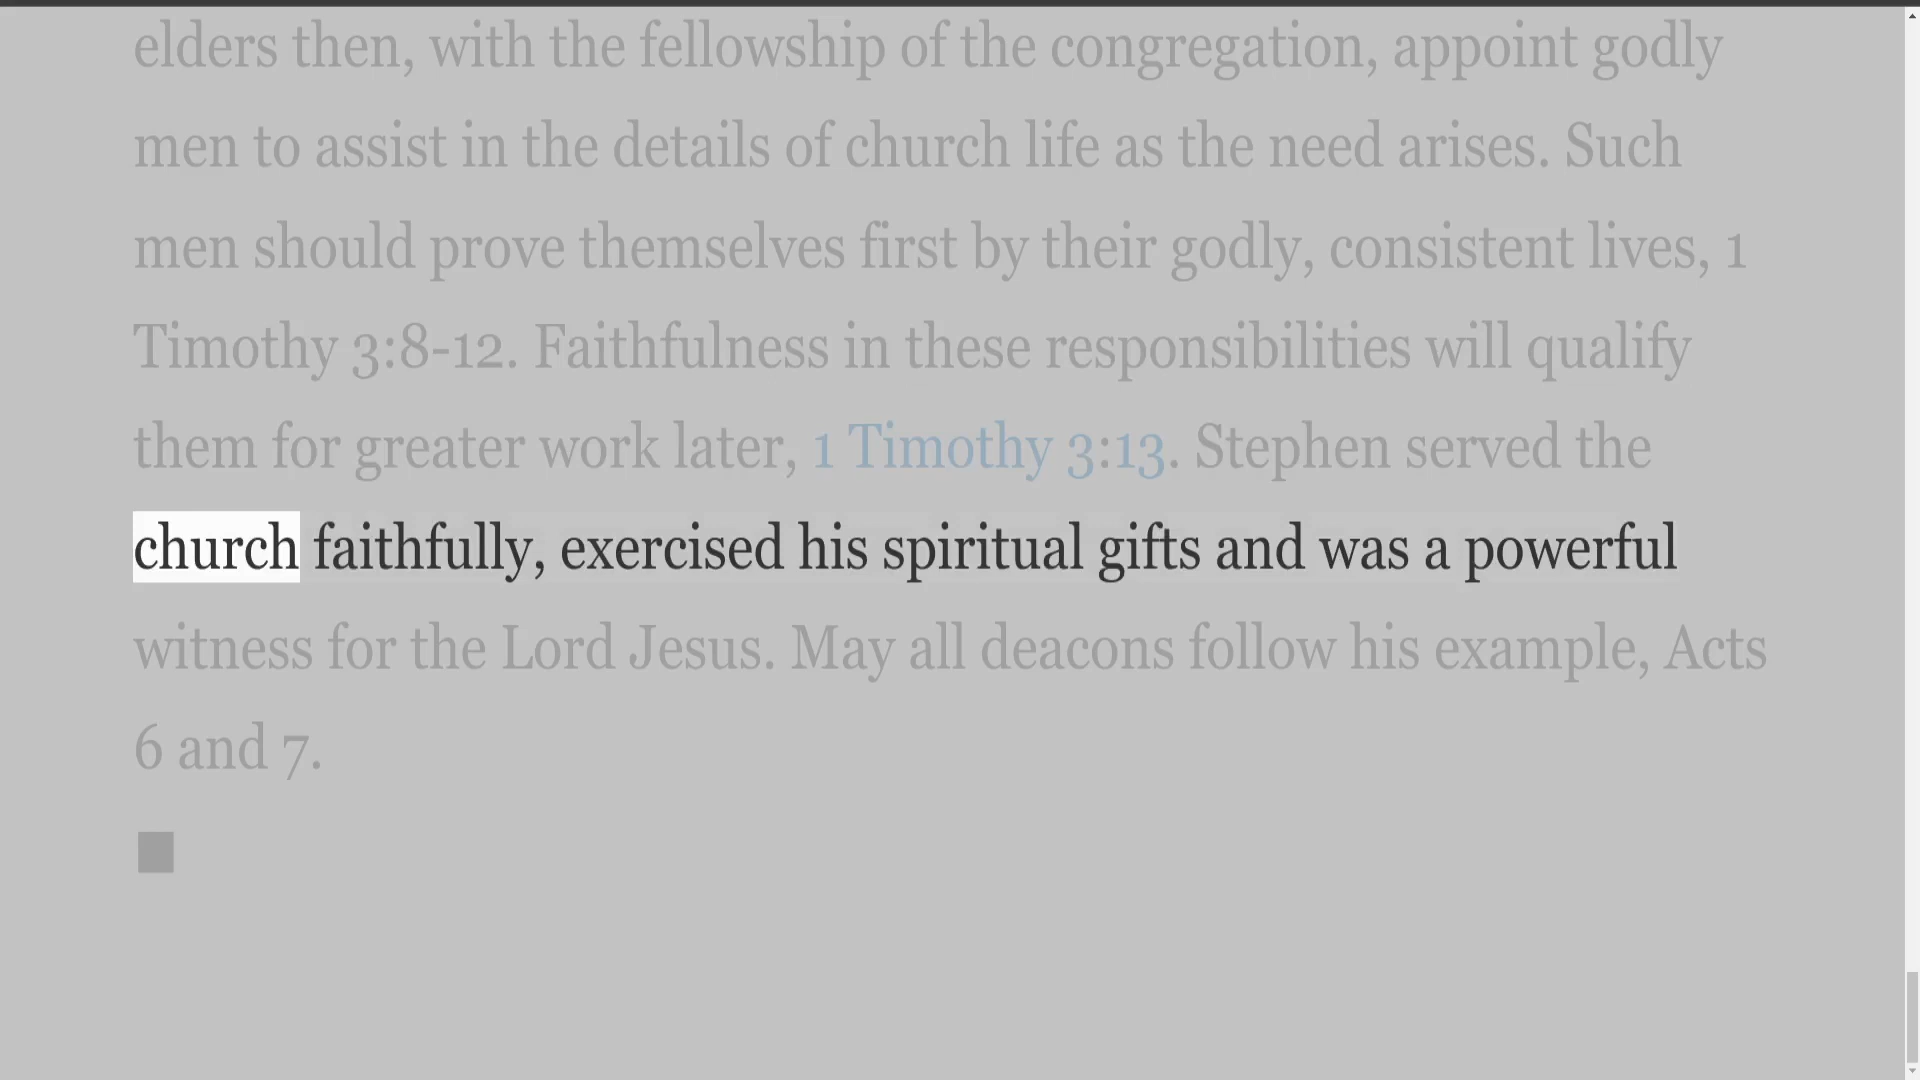 elders then, with the fellowship of the congregation, appoint godly
men to assist in the details of church life as the need arises. Such
men should prove themselves first by their godly, consistent lives, 1
Timothy 3:8-12. Faithfulness in these responsibilities will qualify
them for greater work later, 1 Timothy 3:13. Stephen served the
church faithfully, exercised his spiritual gifts and was a powerful
witness for the Lord Jesus. May all deacons follow his example, Acts
6 and 7.